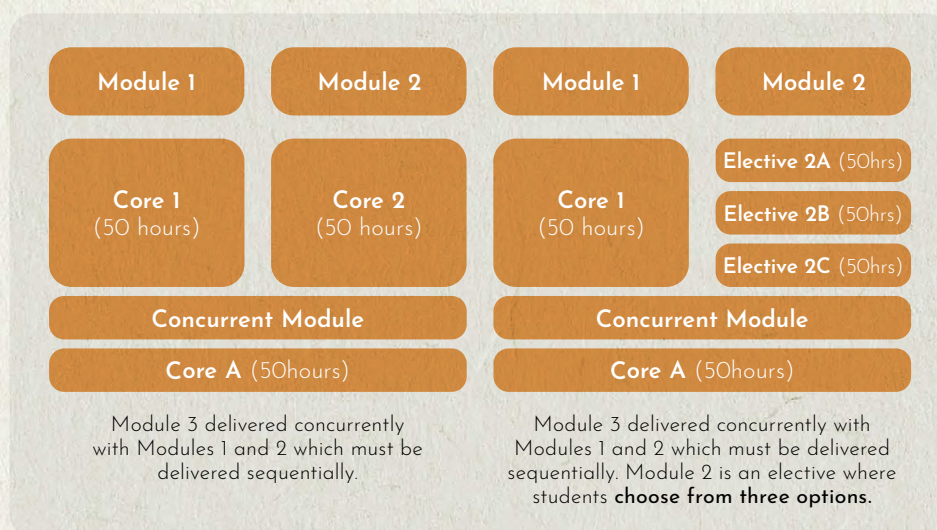 Module 1
Module 2
Core 1
(50 hours)
Core 2
(50 hours)
Concurrent Module
Core A (50hours)
Module 3 delivered concurrently
with Modules 1 and 2 which must be
delivered sequentially.
Module 1
Module 2
Core 1
(50 hours)
Elective 2A (50hrs)
Elective 2B (50hrs)
Elective 2C (50hrs)
Concurrent Module
Core A (50hours)
Module 3 delivered concurrently with
Modules 1 and 2 which must be delivered
sequentially. Module 2 is an elective where
students choose from three options.